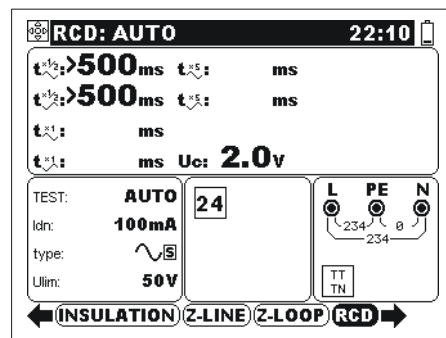 RCD: AUTO 22:10
t×½:>500ms t×5: ms
t×½:>500ms t×5: ms
t×1: ms
t×1: ms Uc: 2.0V
TEST: AUTO
Idn: 100mA
type: S
Ulim: 50V
24
L PE N
234 0
234
TT
TN
INSULATION Z-LINE Z-LOOP RCD